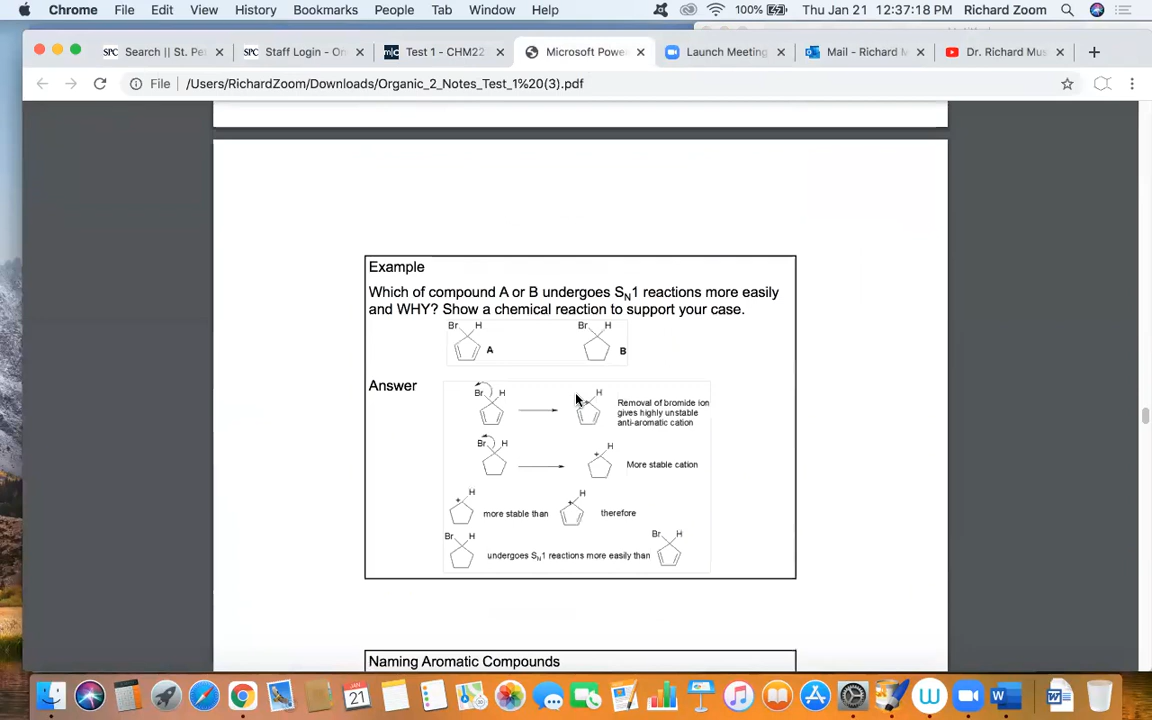 Chrome File Edit View History Bookmarks People Tab Window Help 100% Thu Jan 21 12:37:18 PM Richard Zoom
Search || St. Pe Staff Login - On Test 1 - CHM22 Microsoft Powe Launch Meeting Mail - Richard M Dr. Richard Mus
File /Users/RichardZoom/Downloads/Organic_2_Notes_Test_1%20(3).pdf
Example
Which of compound A or B undergoes SN1 reactions more easily
and WHY? Show a chemical reaction to support your case.
Br H Br H
A B
Answer
Br H H
Removal of bromide ion
gives highly unstable
anti-aromatic cation
Br H H
+
More stable cation
H H
+ +
more stable than therefore
Br H Br H
undergoes SN1 reactions more easily than
Naming Aromatic Compounds
JAN
21
W